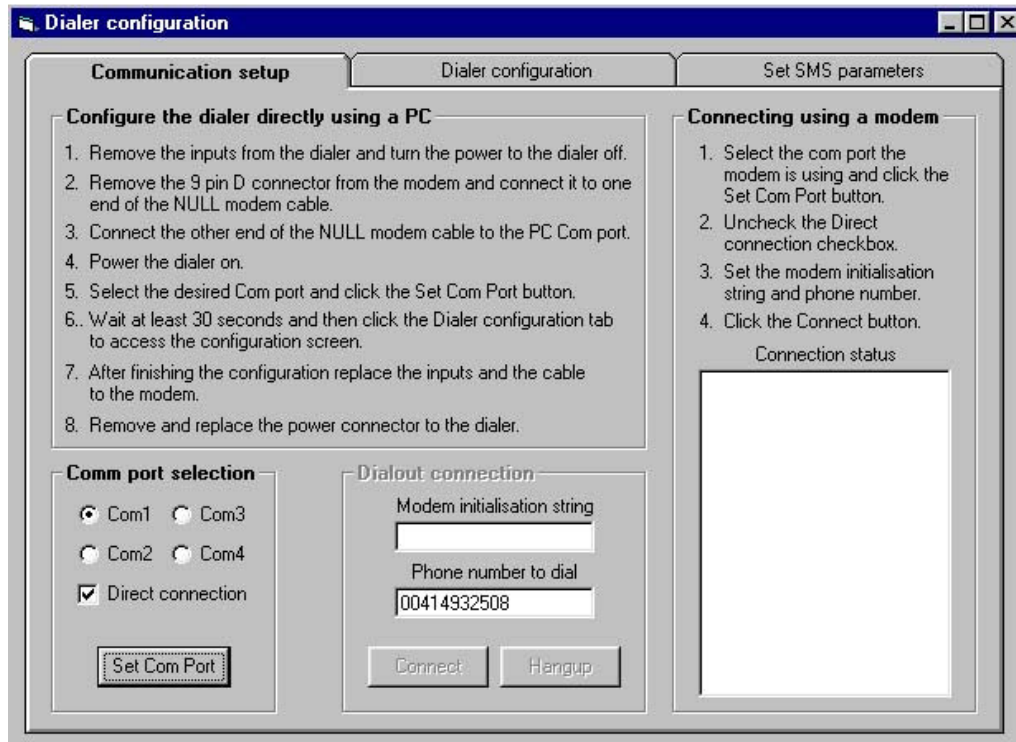 Dialer configuration
Communication setup
Dialer configuration
Set SMS parameters
Configure the dialer directly using a PC
1. Remove the inputs from the dialer and turn the power to the dialer off.
2. Remove the 9 pin D connector from the modem and connect it to one
end of the NULL modem cable.
3. Connect the other end of the NULL modem cable to the PC Com port.
4. Power the dialer on.
5. Select the desired Com port and click the Set Com Port button.
6.. Wait at least 30 seconds and then click the Dialer configuration tab
to access the configuration screen.
7. After finishing the configuration replace the inputs and the cable
to the modem.
8. Remove and replace the power connector to the dialer.
Connecting using a modem
1. Select the com port the
modem is using and click the
Set Com Port button.
2. Uncheck the Direct
connection checkbox.
3. Set the modem initialisation
string and phone number.
4. Click the Connect button.
Connection status
Comm port selection
Com1 Com3
Com2 Com4
Direct connection
Set Com Port
Dialout connection
Modem initialisation string
Phone number to dial
00414932508
Connect Hangup